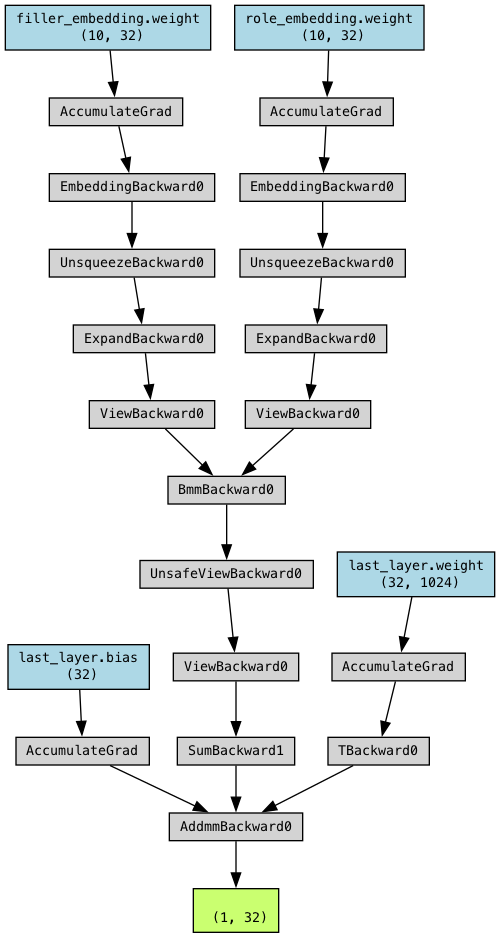 filler_embedding.weight
(10, 32)
role_embedding.weight
(10, 32)
AccumulateGrad
AccumulateGrad
EmbeddingBackward0
EmbeddingBackward0
UnsqueezeBackward0
UnsqueezeBackward0
ExpandBackward0
ExpandBackward0
ViewBackward0
ViewBackward0
BmmBackward0
UnsafeViewBackward0
last_layer.weight
(32, 1024)
last_layer.bias
(32)
ViewBackward0
AccumulateGrad
AccumulateGrad
SumBackward1
TBackward0
AddmmBackward0
(1, 32)